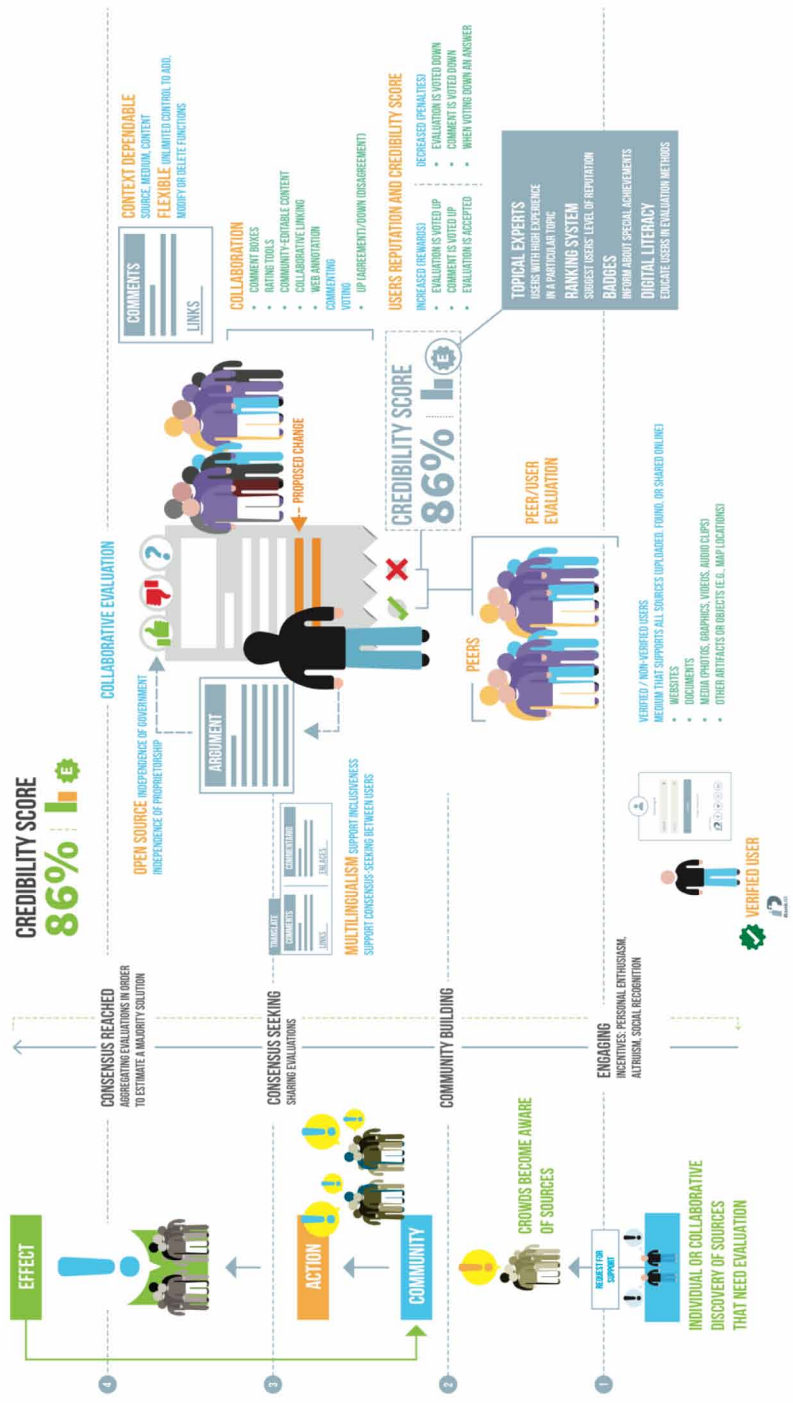 CREDIBILITY SCORE
86%
E
EFFECT
4
CONSENSUS REACHED
AGGREGATING EVALUATIONS IN ORDER
TO ESTIMATE A MAJORITY SOLUTION
OPEN SOURCE INDEPENDENCE OF GOVERNMENT
INDEPENDENCE OF PROPRIETORSHIP
COLLABORATIVE EVALUATION
?
COMMENTS
LINKS
CONTEXT DEPENDABLE
SOURCE, MEDIUM, CONTENT
FLEXIBLE UNLIMITED CONTROL TO ADD,
MODIFY OR DELETE FUNCTIONS
ARGUMENT
PROPOSED CHANGE
COLLABORATION
• COMMENT BOXES
• RATING TOOLS
• COMMUNITY-EDITABLE CONTENT
• COLLABORATIVE LINKING
• WEB ANNOTATION
COMMENTING
VOTING
• UP (AGREEMENT)/DOWN (DISAGREEMENT)
3
ACTION
CONSENSUS SEEKING
SHARING EVALUATIONS
TRANSLATE
COMMENTS
LINKS
COMMENTARIO
ENLACES
MULTILINGUALISM SUPPORT INCLUSIVENESS
SUPPORT CONSENSUS-SEEKING BETWEEN USERS
CREDIBILITY SCORE
86%
E
USERS REPUTATION AND CREDIBILITY SCORE
INCREASED (REWARDS)
• EVALUATION IS VOTED UP
• COMMENT IS VOTED UP
• EVALUATION IS ACCEPTED
DECREASED (PENALTIES)
• EVALUATION IS VOTED DOWN
• COMMENT IS VOTED DOWN
• WHEN VOTING DOWN AN ANSWER
COMMUNITY
2
COMMUNITY BUILDING
PEERS
PEER/USER
EVALUATION
TOPICAL EXPERTS
USERS WITH HIGH EXPERIENCE
IN A PARTICULAR TOPIC
RANKING SYSTEM
SUGGEST USERS' LEVEL OF REPUTATION
BADGES
INFORM ABOUT SPECIAL ACHIEVEMENTS
DIGITAL LITERACY
EDUCATE USERS IN EVALUATION METHODS
CROWDS BECOME AWARE
OF SOURCES
1
REQUEST FOR
SUPPORT
ENGAGING
INCENTIVES: PERSONAL ENTHUSIASM,
ALTRUISM, SOCIAL RECOGNITION
INDIVIDUAL OR COLLABORATIVE
DISCOVERY OF SOURCES
THAT NEED EVALUATION
VERIFIED USER
VERIFIED / NON-VERIFIED USERS
MEDIUM THAT SUPPORTS ALL SOURCES (UPLOADED, FOUND, OR SHARED ONLINE)
• WEBSITES
• DOCUMENTS
• MEDIA (PHOTOS, GRAPHICS, VIDEOS, AUDIO CLIPS)
• OTHER ARTIFACTS OR OBJECTS (E.G., MAP LOCATIONS)